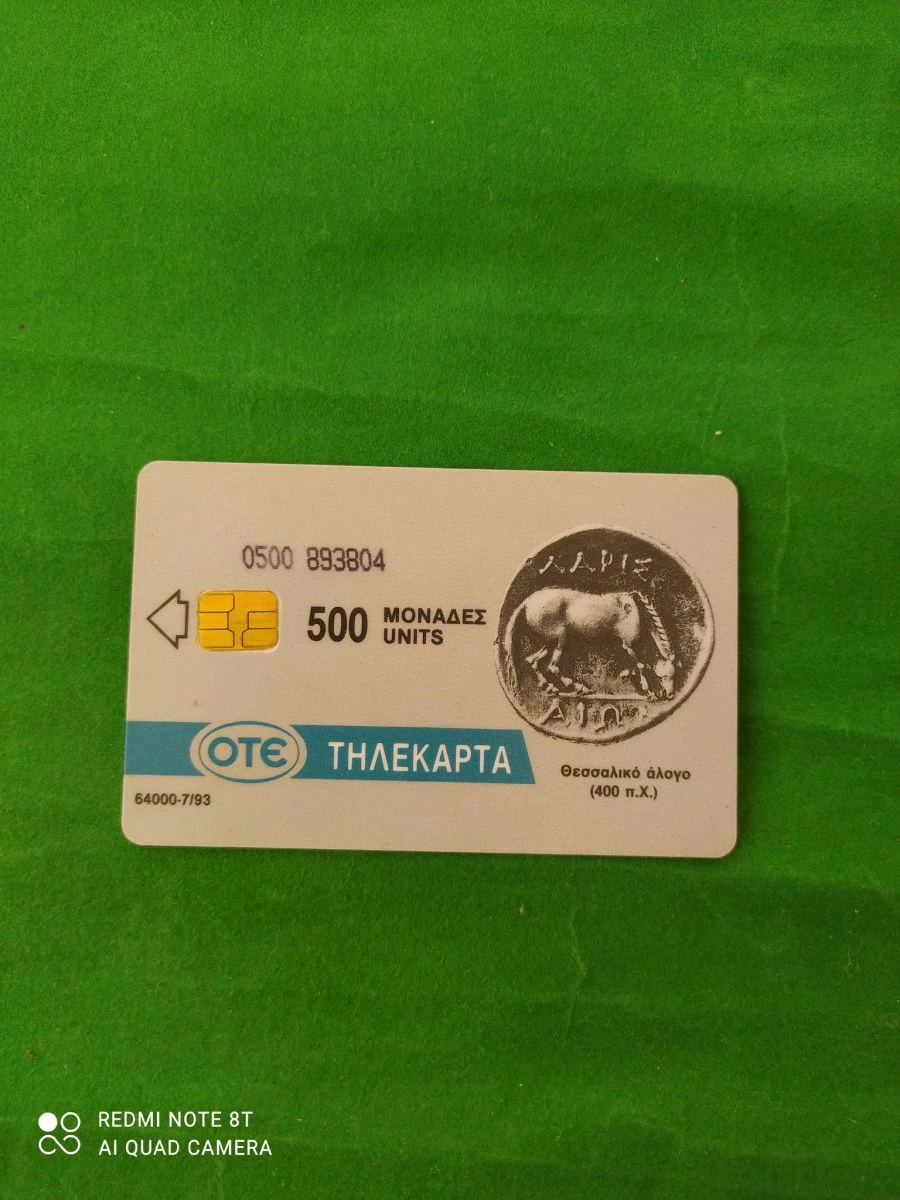 0500 893804
500 ΜΟΝΑΔΕΣ
UNITS
ΛΑΡΙΣ
ΑΙΩΝ
ΟΤΕ ΤΗΛΕΚΑΡΤΑ
Θεσσαλικό άλογο
(400 π.Χ.)
64000-7/93
REDMI NOTE 8T
AI QUAD CAMERA